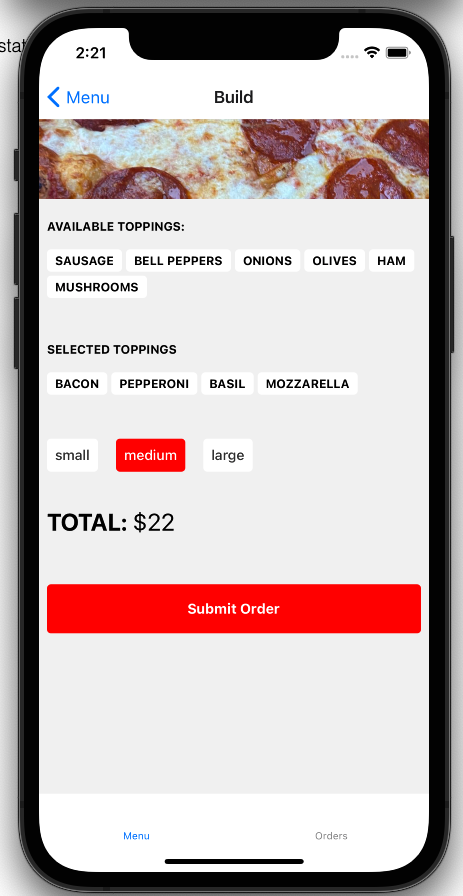 stat
2:21
Menu Build
AVAILABLE TOPPINGS:
SAUSAGE BELL PEPPERS ONIONS OLIVES HAM
MUSHROOMS
SELECTED TOPPINGS
BACON PEPPERONI BASIL MOZZARELLA
small medium large
TOTAL: $22
Submit Order
Menu Orders